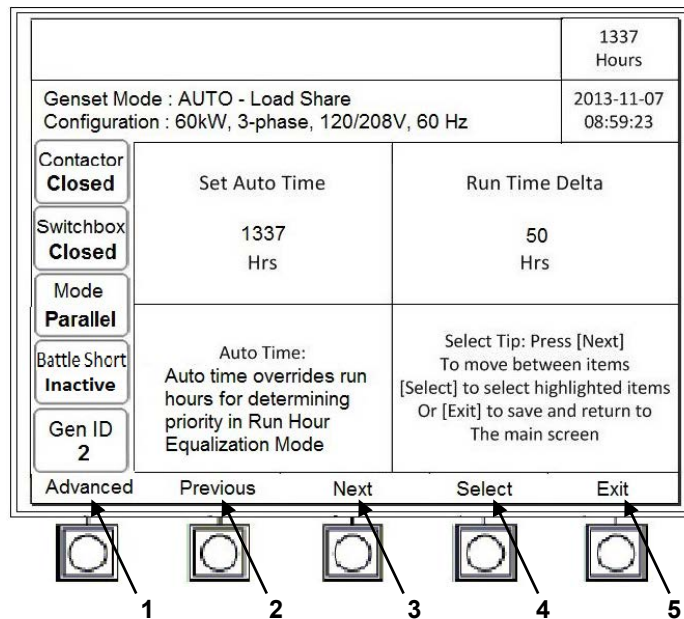 1337
Hours
Genset Mode : AUTO - Load Share
Configuration : 60kW, 3-phase, 120/208V, 60 Hz
2013-11-07
08:59:23
Contactor
Closed
Switchbox
Closed
Mode
Parallel
Battle Short
Inactive
Gen ID
2
Set Auto Time
1337
Hrs
Run Time Delta
50
Hrs
Auto Time:
Auto time overrides run
hours for determining
priority in Run Hour
Equalization Mode
Select Tip: Press [Next]
To move between items
[Select] to select highlighted items
Or [Exit] to save and return to
The main screen
Advanced Previous Next Select Exit
1 2 3 4 5